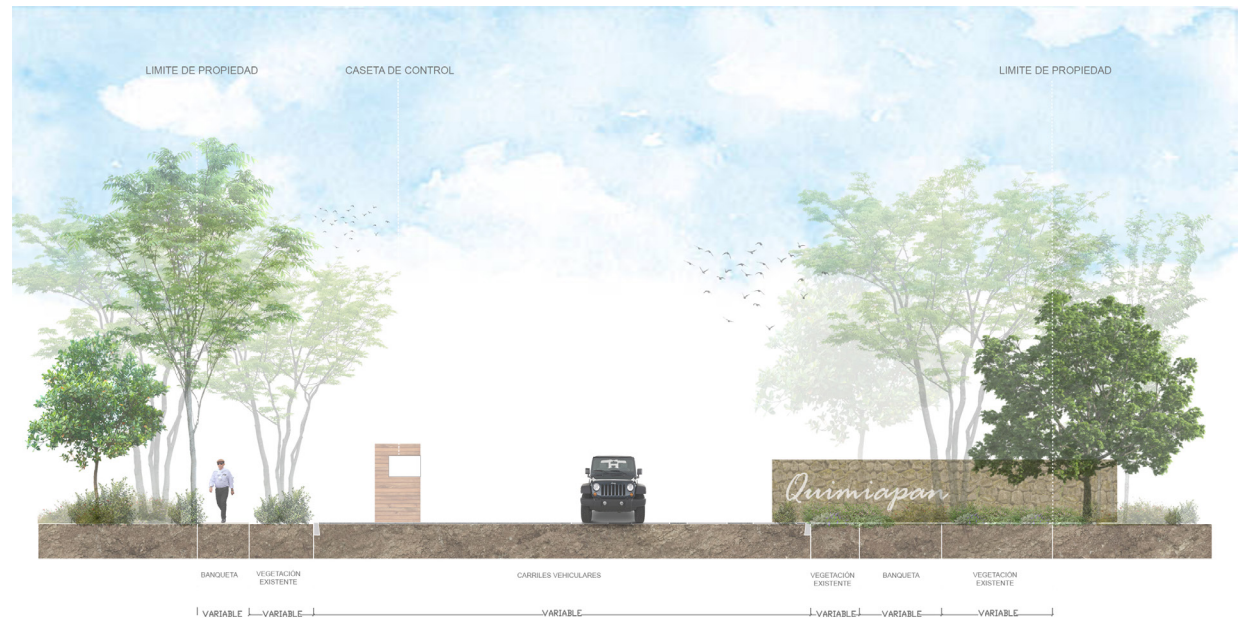 LIMITE DE PROPIEDAD
CASETA DE CONTROL
LIMITE DE PROPIEDAD
Quimiapan
BANQUETA
VEGETACIÓN
EXISTENTE
CARRILES VEHICULARES
VEGETACIÓN
EXISTENTE
BANQUETA
VEGETACIÓN
EXISTENTE
VARIABLE
VARIABLE
VARIABLE
VARIABLE
VARIABLE
VARIABLE